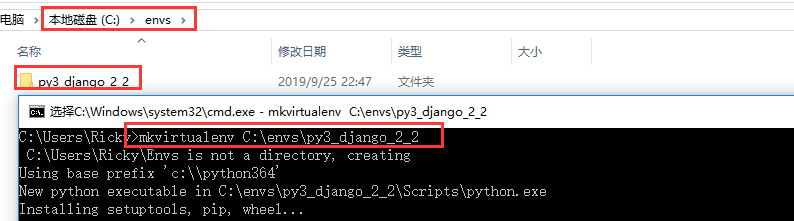 电脑 本地磁盘 (C:) envs
名称 修改日期 类型 大小
py3_django_2_2 2019/9/25 22:47 文件夹
选择C:\Windows\system32\cmd.exe - mkvirtualenv  C:\envs\py3_django_2_2
C:\Users\Ricky>mkvirtualenv C:\envs\py3_django_2_2
 C:\Users\Ricky\Envs is not a directory, creating
Using base prefix 'c:\\python364'
New python executable in C:\envs\py3_django_2_2\Scripts\python.exe
Installing setuptools, pip, wheel...